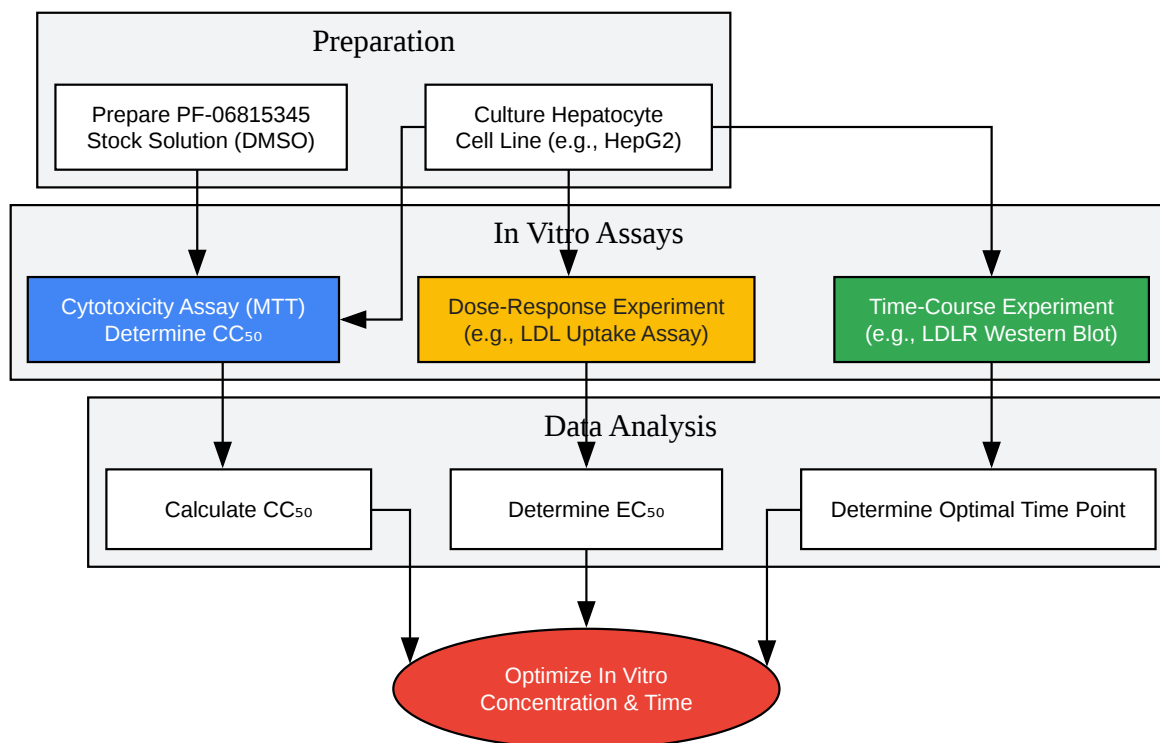 Preparation
Prepare PF-06815345
Stock Solution (DMSO)
Culture Hepatocyte
Cell Line (e.g., HepG2)
In Vitro Assays
Cytotoxicity Assay (MTT)
Determine CC₅₀
Dose-Response Experiment
(e.g., LDL Uptake Assay)
Time-Course Experiment
(e.g., LDLR Western Blot)
Data Analysis
Calculate CC₅₀
Determine EC₅₀
Determine Optimal Time Point
Optimize In Vitro
Concentration & Time